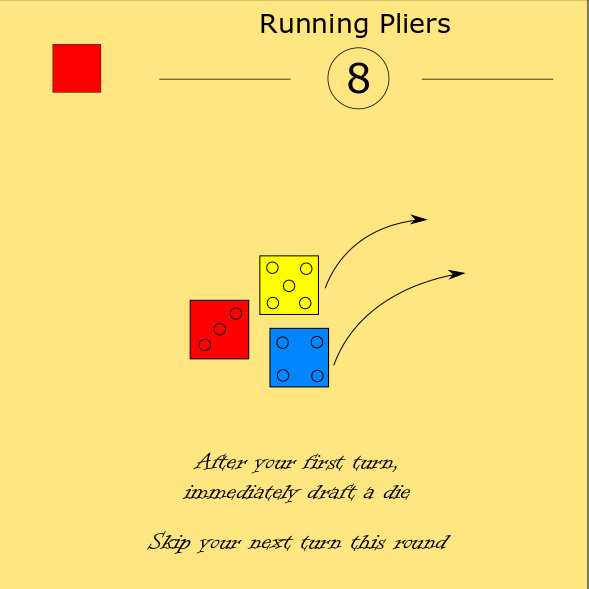 Running Pliers
8
After your first turn,
immediately draft a die
Skip your next turn this round